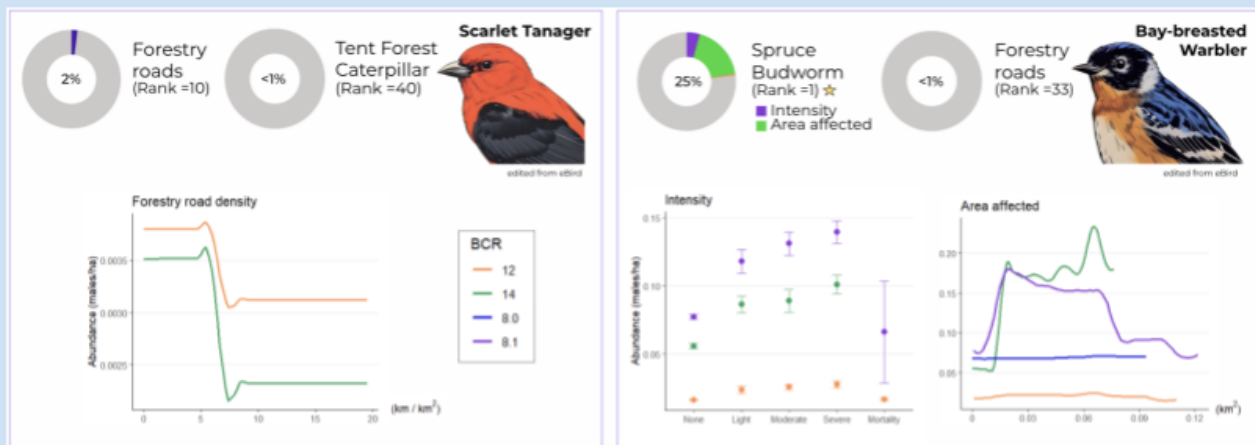 Scarlet Tanager
2%
Forestry
roads
(Rank =10)
<1%
Tent Forest
Caterpillar
(Rank =40)
edited from eBird
Forestry road density
Abundance (males/ha)
0.0035
0.0030
0.0025
0
5
10
15
20
(km / km²)
BCR
12
14
8.0
8.1
Bay-breasted
Warbler
25%
Spruce
Budworm
(Rank =1)
Intensity
Area affected
<1%
Forestry
roads
(Rank =33)
edited from eBird
Intensity
Abundance (males/ha)
0.15
0.10
0.05
None
Light
Moderate
Severe
Mortality
Area affected
0.20
0.15
0.10
0.05
0
0.03
0.06
0.09
0.12
(km²)